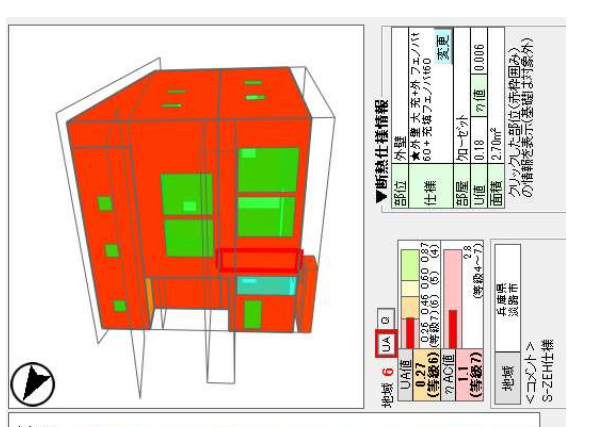 ▼断熱仕様情報
部位 外壁
仕様 ★外壁 大 充+外 フェノバt60+充填フェノバt60 変更
部屋 クローゼット
U値 0.18 η値 0.006
面積 2.70m²
クリックした部位(赤枠囲み)
の情報を表示(基礎は対象外)
地域 6 UA Q
UA値
0.27
(等級6)
0.26 0.46 0.60 0.87
(等級7)(6) (5) (4)
ηAC値
1.1
(等級7)
2.8
(等級4~7)
地域 兵庫県
淡路市
<コメント>
S-ZEH仕様